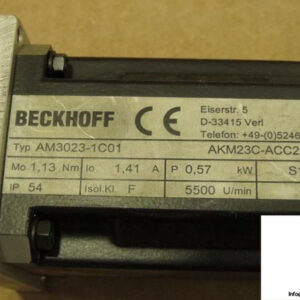 BECKHOFF CE Eiserstr. 5
D-33415 Verl
Telefon: +49-(0)5246
Typ AM3023-1C01 AKM23C-ACC2
Mo 1,13 Nm Io 1,41 A P 0,57 kW S1
IP 54 Isol.Kl. F 5500 U/min